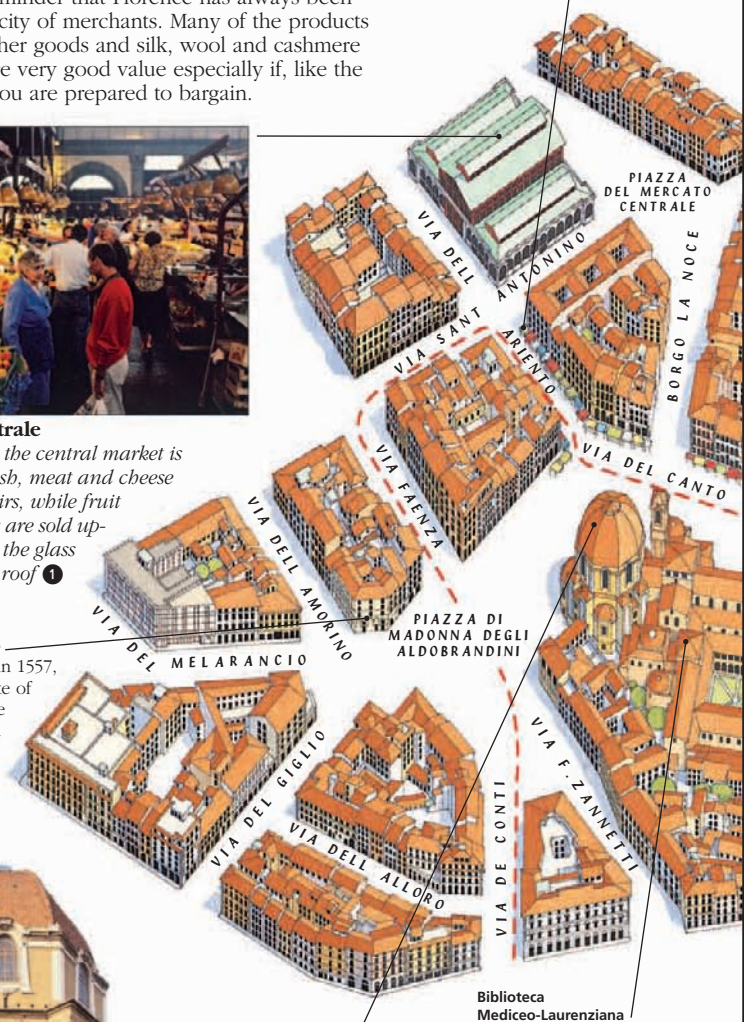 minder that Florence has always been
city of merchants. Many of the products
her goods and silk, wool and cashmere
re very good value especially if, like the
ou are prepared to bargain.
PIAZZA
DEL MERCATO
CENTRALE
VIA DELL
ARIENTO
VIA SANT ANTONINO
BORGO LA NOCE
VIA DEL CANTO
trale
the central market is
sh, meat and cheese
irs, while fruit
are sold up-
the glass
roof 1
VIA FAENZA
VIA DELL AMORINO
PIAZZA DI
MADONNA DEGLI
ALDOBRANDINI
VIA DEL MELARANCIO
in 1557,
te of
e
VIA DEL GIGLIO
VIA DELL ALLORO
VIA DE CONTI
VIA F. ZANNETTI
Biblioteca
Mediceo-Laurenziana